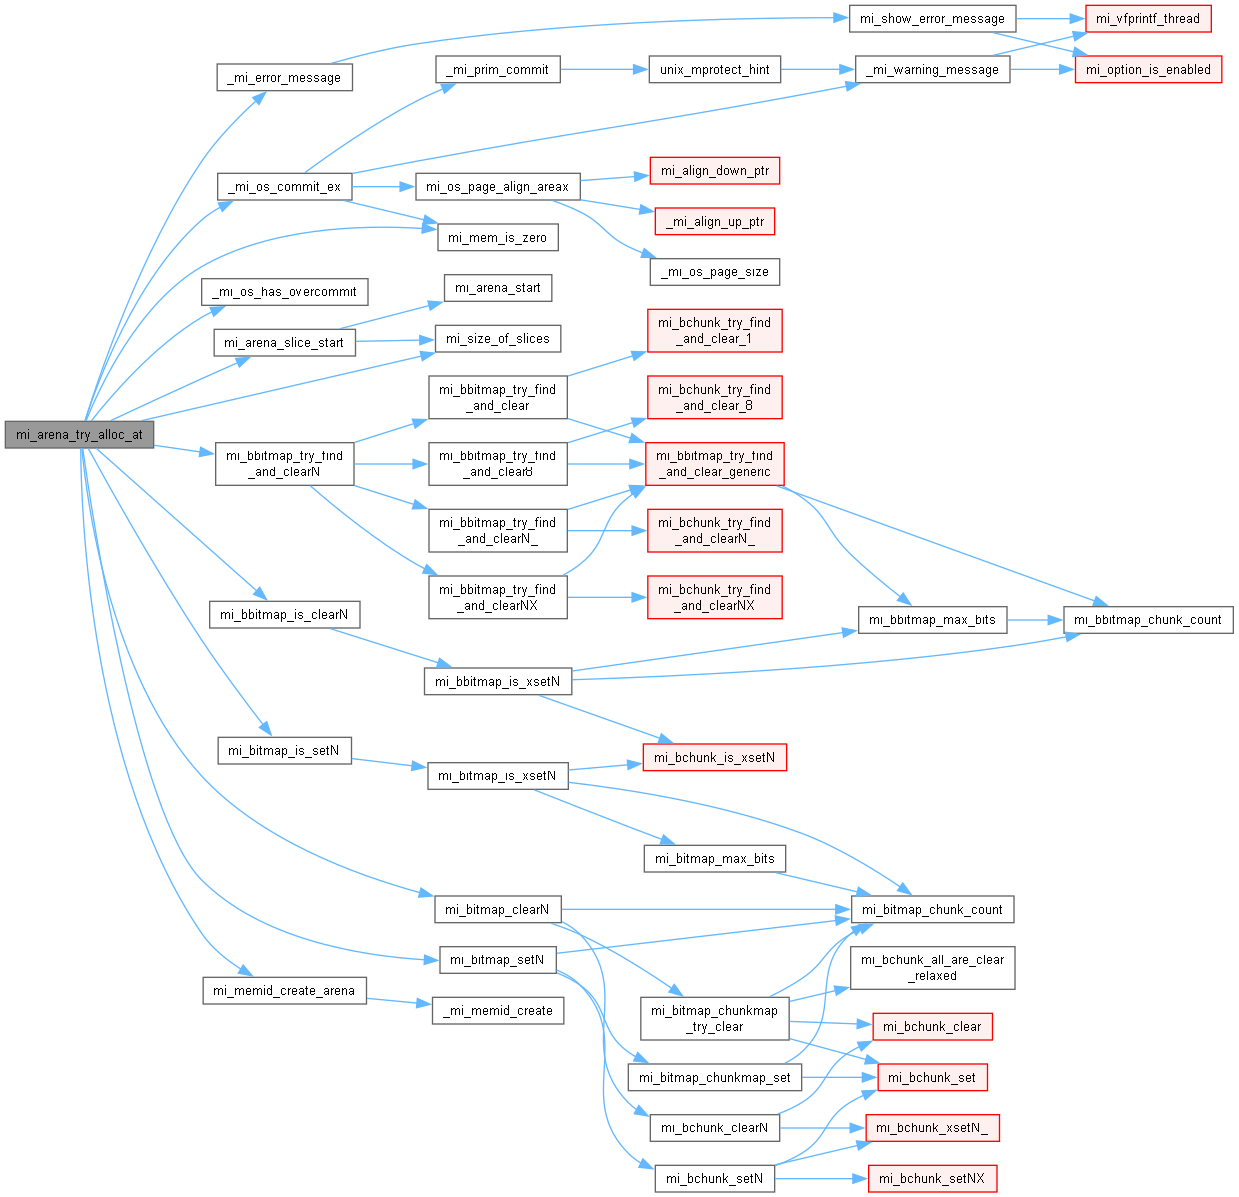 mi_show_error_message
mi_vfprintf_thread
_mi_error_message
_mi_prim_commit
unix_mprotect_hint
_mi_warning_message
mi_option_is_enabled
_mi_os_commit_ex
mi_os_page_align_areax
mi_align_down_ptr
_mi_align_up_ptr
mi_mem_is_zero
_mi_os_page_size
_mi_os_has_overcommit
mi_arena_start
mi_arena_slice_start
mi_size_of_slices
mi_bchunk_try_find
_and_clear_1
mi_bbitmap_try_find
_and_clear
mi_bchunk_try_find
_and_clear_8
mi_arena_try_alloc_at
mi_bbitmap_try_find
_and_clearN
mi_bbitmap_try_find
_and_clear8
mi_bbitmap_try_find
_and_clear_generic
mi_bbitmap_try_find
_and_clearN_
mi_bchunk_try_find
_and_clearN_
mi_bbitmap_try_find
_and_clearNX
mi_bchunk_try_find
_and_clearNX
mi_bbitmap_is_clearN
mi_bbitmap_max_bits
mi_bbitmap_chunk_count
mi_bbitmap_is_xsetN
mi_bitmap_is_setN
mi_bchunk_is_xsetN
mi_bitmap_is_xsetN
mi_bitmap_max_bits
mi_bitmap_clearN
mi_bitmap_chunk_count
mi_bitmap_setN
mi_bchunk_all_are_clear
_relaxed
mi_memid_create_arena
_mi_memid_create
mi_bitmap_chunkmap
_try_clear
mi_bchunk_clear
mi_bitmap_chunkmap_set
mi_bchunk_set
mi_bchunk_clearN
mi_bchunk_xsetN_
mi_bchunk_setN
mi_bchunk_setNX